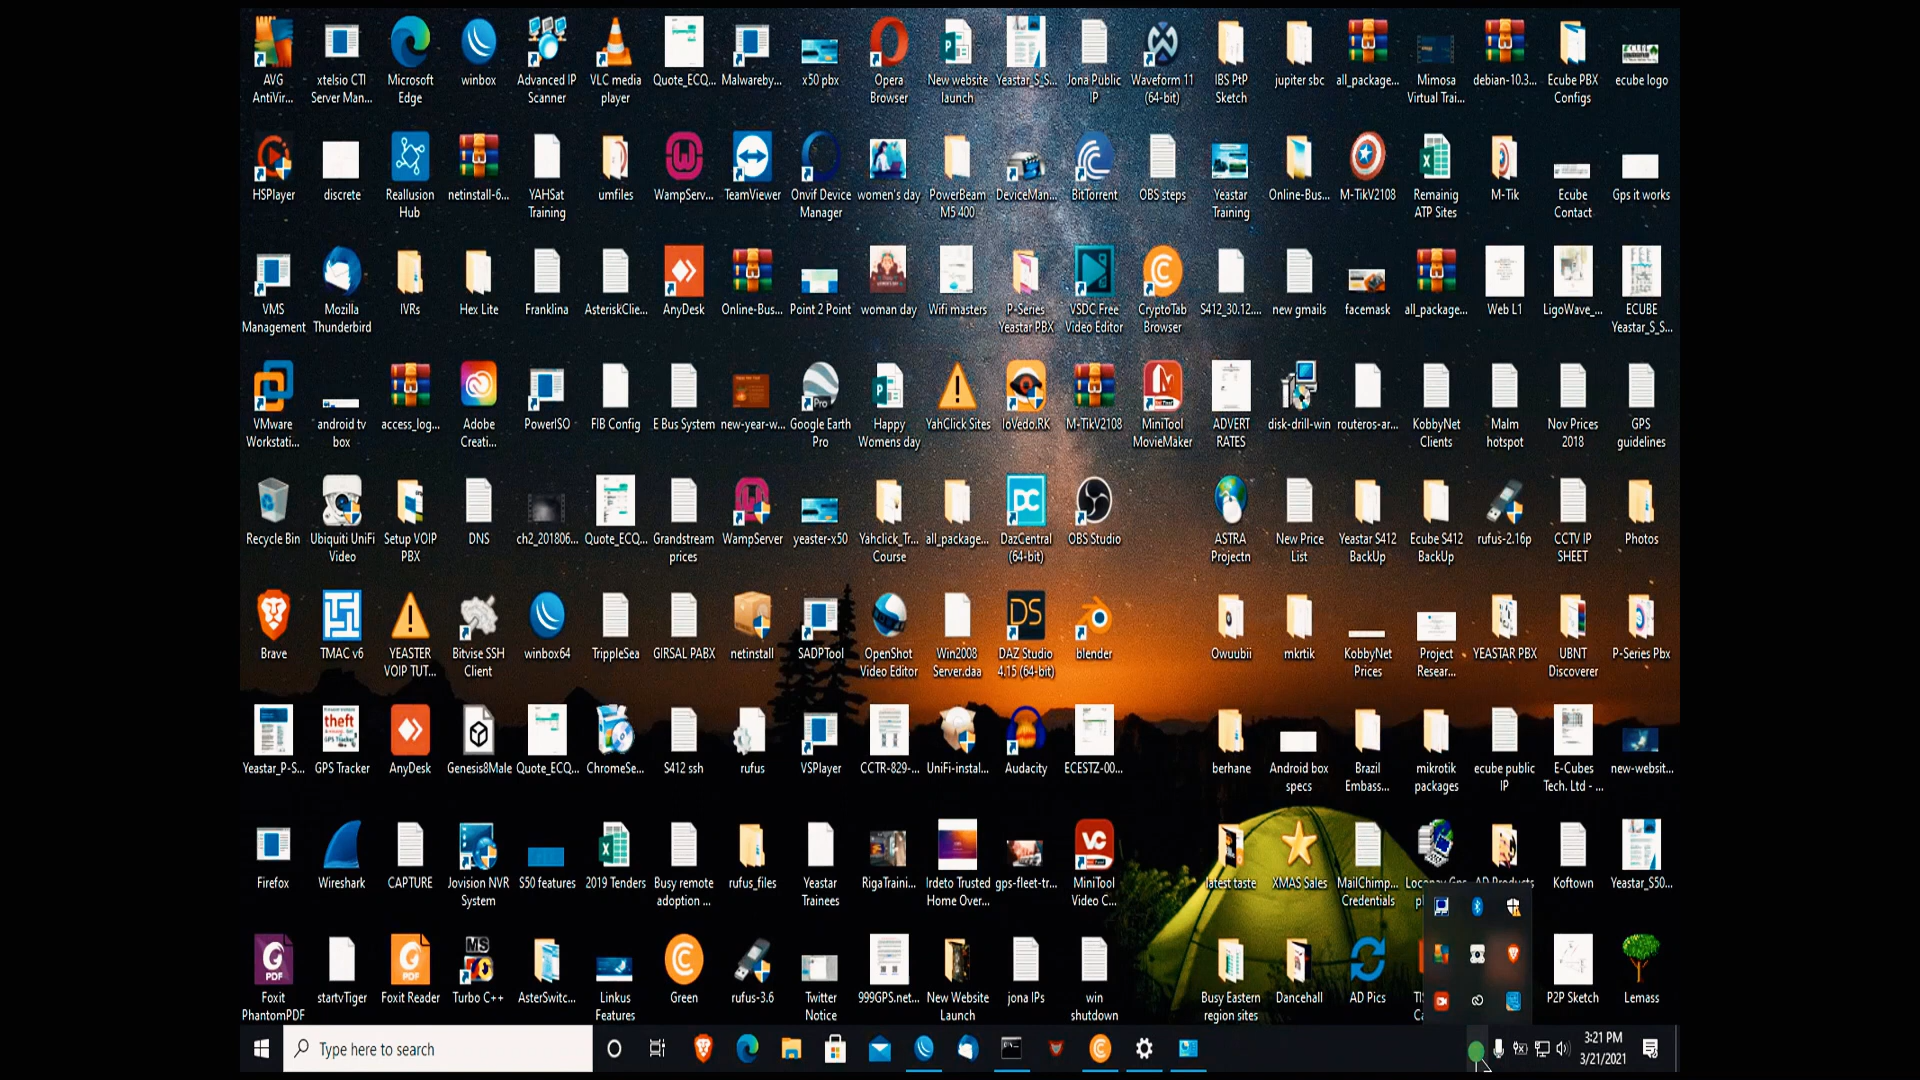 AVG
AntiVir...
xtelsio CTI
Server Man...
Microsoft
Edge
winbox
Advanced IP
Scanner
VLC media
player
Quote_ECQ...
Malwareby...
x50 pbx
Opera
Browser
New website
launch
Yeastar_S_S...
Jona Public
IP
Waveform 11
(64-bit)
IBS PtP
Sketch
jupiter sbc
all_package...
Mimosa
Virtual Trai...
debian-10.3...
Ecube PBX
Configs
ecube logo
HSPlayer
discrete
Reallusion
Hub
netinstall-6...
YAHSat
Training
umfiles
WampServ...
TeamViewer
Onvif Device
Manager
women's day
PowerBeam
M5 400
DeviceMan...
BitTorrent
OBS steps
Yeastar
Training
Online-Bus...
M-TikV2108
Remainig
ATP Sites
M-Tik
Ecube
Contact
Gps it works
VMS
Management
Mozilla
Thunderbird
IVRs
Hex Lite
Franklina
AsteriskClie...
AnyDesk
Online-Bus...
Point 2 Point
woman day
Wifi masters
P-Series
Yeastar PBX
VSDC Free
Video Editor
CryptoTab
Browser
S412_30.12....
new gmails
facemask
all_package...
Web L1
LigoWave_...
ECUBE
Yeastar_S_S...
VMware
Workstati...
android tv
box
access_log...
Adobe
Creati...
PowerISO
FIB Config
E Bus System
new-year-w...
Google Earth
Pro
Happy
Womens day
YahClick Sites
IoVedo.RK
M-TikV2108
MiniTool
MovieMaker
ADVERT
RATES
disk-drill-win
routeros-ar...
KobbyNet
Clients
Malm
hotspot
Nov Prices
2018
GPS
guidelines
Recycle Bin
Ubiquiti UniFi
Video
Setup VOIP
PBX
DNS
ch2_201806...
Quote_ECQ...
Grandstream
prices
WampServer
yeaster-x50
Yahclick_Tr...
Course
all_package...
DazCentral
(64-bit)
OBS Studio
ASTRA
Projectn
New Price
List
Yeastar S412
BackUp
Ecube S412
BackUp
rufus-2.16p
CCTV IP
SHEET
Photos
Brave
TMAC v6
YEASTER
VOIP TUT...
Bitvise SSH
Client
winbox64
TrippleSea
GIRSAL PABX
netinstall
SADPTool
OpenShot
Video Editor
Win2008
Server.daa
DAZ Studio
4.15 (64-bit)
blender
Owuubii
mkrtik
KobbyNet
Prices
Project
Resear...
YEASTAR PBX
UBNT
Discoverer
P-Series Pbx
Yeastar_P-S...
GPS Tracker
AnyDesk
Genesis8Male
Quote_ECQ...
ChromeSe...
S412 ssh
rufus
VSPlayer
CCTR-829-...
UniFi-instal...
Audacity
ECESTZ-00...
berhane
Android box
specs
Brazil
Embass...
mikrotik
packages
ecube public
IP
E-Cubes
Tech. Ltd - ...
new-websit...
Firefox
Wireshark
CAPTURE
Jovision NVR
System
S50 features
2019 Tenders
Busy remote
adoption ...
rufus_files
Yeastar
Trainees
RigaTraini...
Irdeto Trusted
Home Over...
gps-fleet-tr...
MiniTool
Video C...
latest taste
XMAS Sales
MailChimp...
Credentials
AD Products
Koftown
Yeastar_S50...
Foxit
PhantomPDF
startvTiger
Foxit Reader
Turbo C++
AsterSwitc...
Linkus
Features
Green
rufus-3.6
Twitter
Notice
999GPS.net...
New Website
Launch
jona IPs
win
shutdown
Busy Eastern
region sites
Dancehall
AD Pics
P2P Sketch
Lemass
Type here to search
3:21 PM
3/21/2021